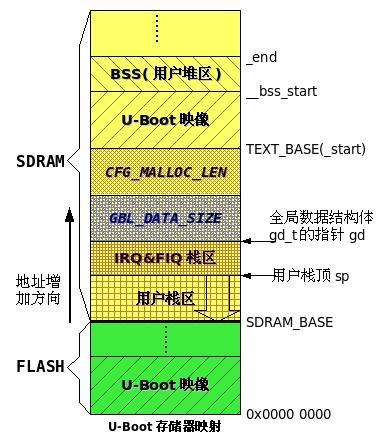 _end
BSS(用户堆区)
__bss_start
U-Boot 映像
TEXT_BASE(_start)
SDRAM
CFG_MALLOC_LEN
GBL_DATA_SIZE
全局数据结构体
gd_t的指针 gd
IRQ&FIQ 栈区
用户栈顶 sp
地址增
加方向
用户栈区
SDRAM_BASE
FLASH
U-Boot 映像
0x0000 0000
U-Boot 存储器映射